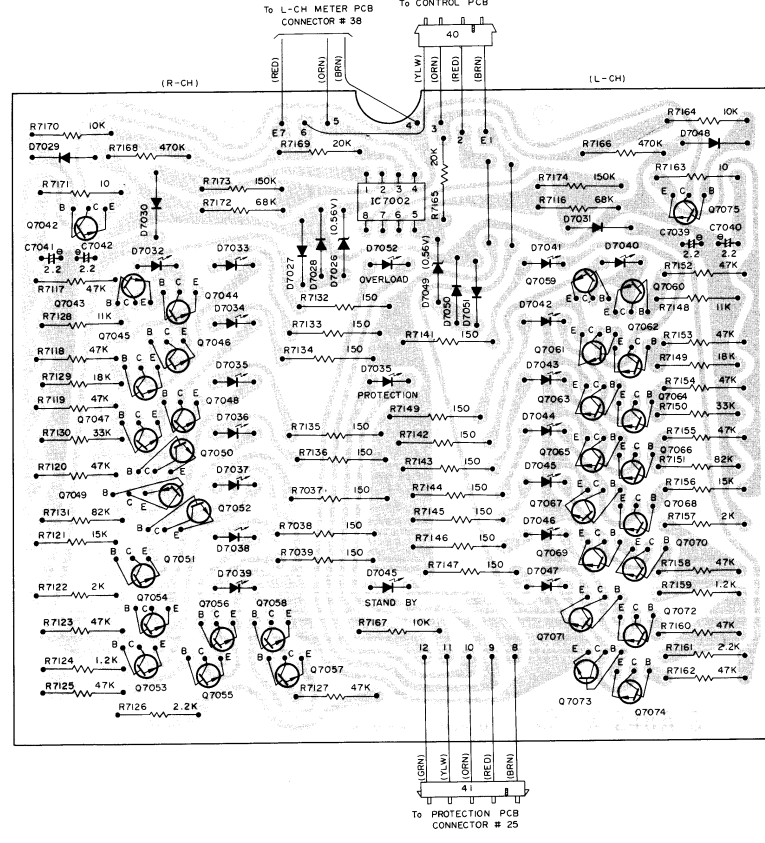 To L-CH METER PCB
CONNECTOR # 38
To CONTROL PCB
40
(RED)
(ORN)
(BRN)
(YLW)
(ORN)
(RED)
(BRN)
(R-CH)
(L-CH)
E7 6 5 4 3 2 E1
R7170 10K
D7029
R7168 470K
R7169 20K
R7165 20K
R7166 470K
R7164 10K
D7048
R7171 10
D7030
R7173 150K
R7172 68K
1 2 3 4
IC7002
8 7 6 5
R7174 150K
R7116 68K
D7031
R7163 10
E C B
Q7075
B C E
Q7042
C7041 2.2
C7042 2.2
D7032
D7033
D7027
D7028
D7026 (0.56V)
D7052
OVERLOAD
D7049 (0.56V)
D7050
D7051
D7041
D7040
C7039 2.2
C7040 2.2
R7117 47K
Q7043
B C E
Q7044
B C E
R7132 150
Q7059
E C B
Q7060
E C B
R7152 47K
R7148 11K
R7128 11K
Q7045
D7034
Q7046
B C E
R7133 150
R7141 150
D7042
Q7061
E C B
Q7062
E C B
R7153 47K
R7118 47K
B C E
R7134 150
R7149 18K
R7129 18K
D7035
D7035
PROTECTION
D7043
Q7063
E C B
Q7064
E C B
R7154 47K
R7119 47K
Q7047
B C E
Q7048
B C E
R7149 150
R7150 33K
R7130 33K
D7036
R7135 150
R7142 150
D7044
Q7065
E C B
Q7066
E C B
R7155 47K
R7120 47K
Q7050
B C E
R7136 150
R7143 150
R7151 82K
Q7049
B C E
D7037
R7037 150
R7144 150
D7045
Q7067
E C B
Q7068
E C B
R7156 15K
R7131 82K
Q7052
B C E
R7145 150
R7157 2K
R7121 15K
B C E
Q7051
D7038
R7038 150
R7146 150
D7046
Q7069
E C B
Q7070
E C B
R7039 150
R7147 150
R7158 47K
R7122 2K
D7039
D7045
STAND BY
D7047
R7159 1.2K
Q7054
B C E
Q7056
B C E
Q7058
B C E
Q7071
E C B
Q7072
E C B
R7123 47K
R7167 10K
R7160 47K
R7124 1.2K
B C E
Q7053
B C E
Q7055
B C E
Q7057
12 11 10 9 8
E C B
Q7073
E C B
Q7074
R7161 2.2K
R7125 47K
R7127 47K
R7162 47K
R7126 2.2K
(GRN)
(YLW)
(ORN)
(RED)
(BRN)
41
To PROTECTION PCB
CONNECTOR # 25